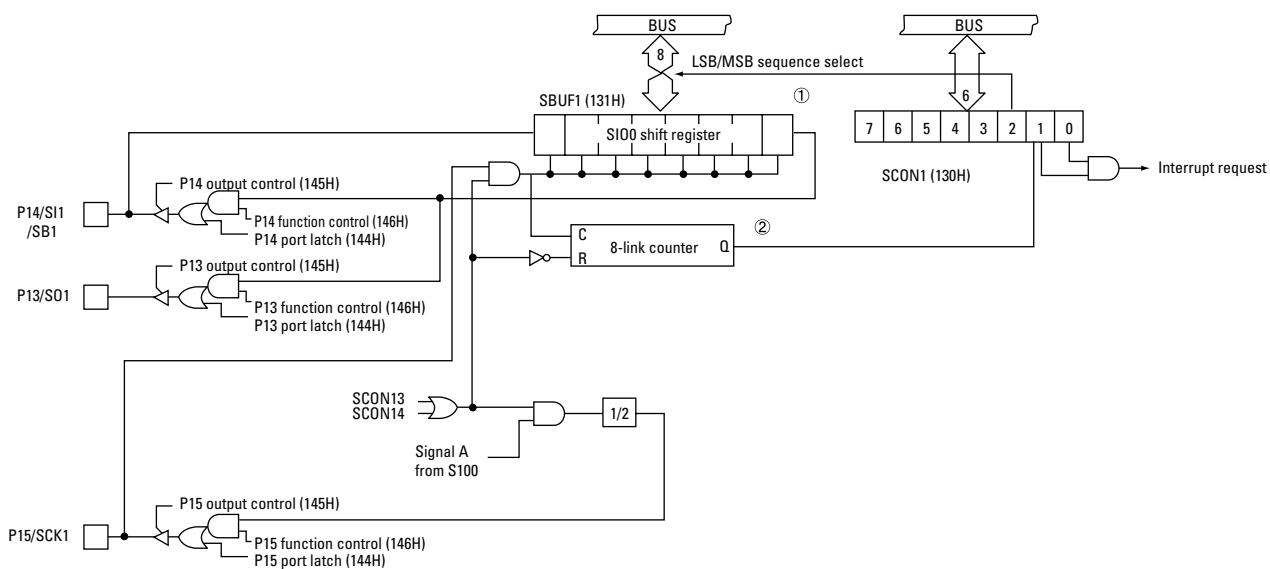 BUS
BUS
8
LSB/MSB sequence select
6
SBUF1 (131H)
①
SIO0 shift register
7 6 5 4 3 2 1 0
Interrupt request
SCON1 (130H)
P14 output control (145H)
P14/SI1
/SB1
P14 function control (146H)
P14 port latch (144H)
②
C
8-link counter
Q
R
P13 output control (145H)
P13/SO1
P13 function control (146H)
P13 port latch (144H)
SCON13
SCON14
1/2
Signal A
from S100
P15 output control (145H)
P15/SCK1
P15 function control (146H)
P15 port latch (144H)